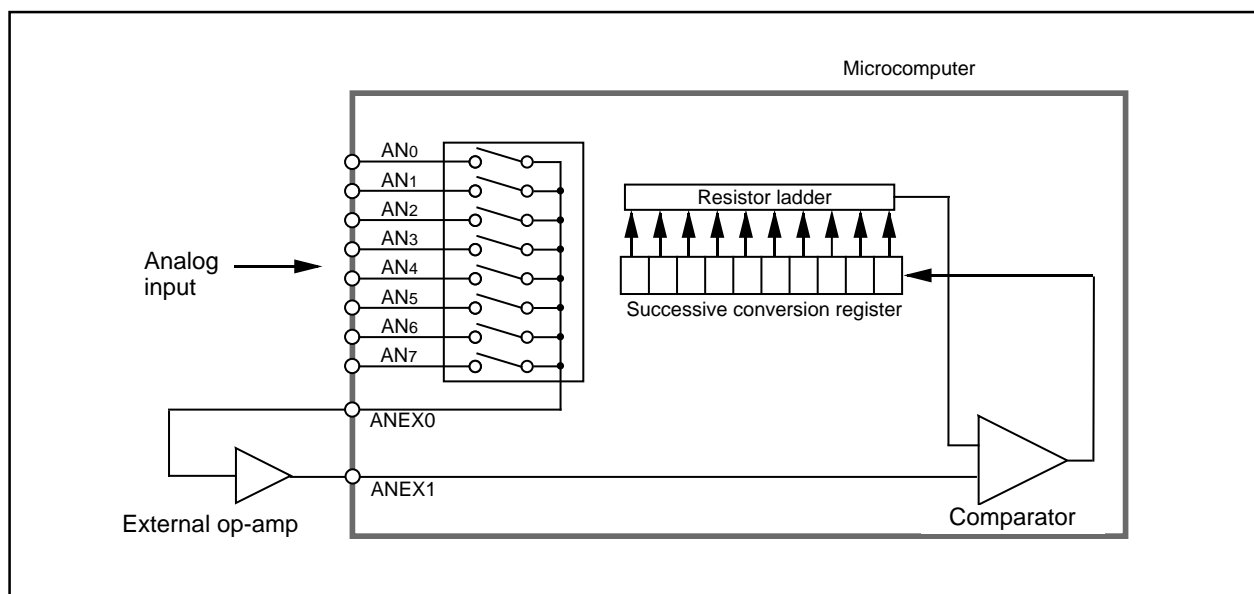 Microcomputer
AN0
AN1
AN2
AN3
AN4
AN5
AN6
AN7
Analog
input
Resistor ladder
Successive conversion register
ANEX0
ANEX1
External op-amp
Comparator